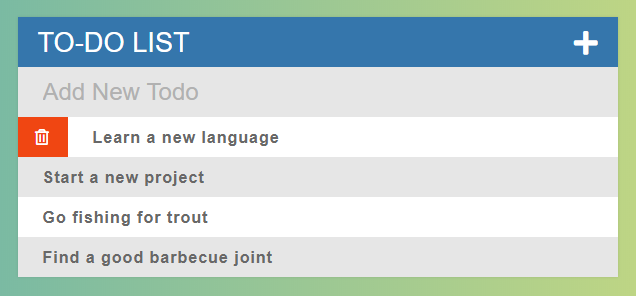 TO-DO LIST
Add New Todo
Learn a new language
Start a new project
Go fishing for trout
Find a good barbecue joint